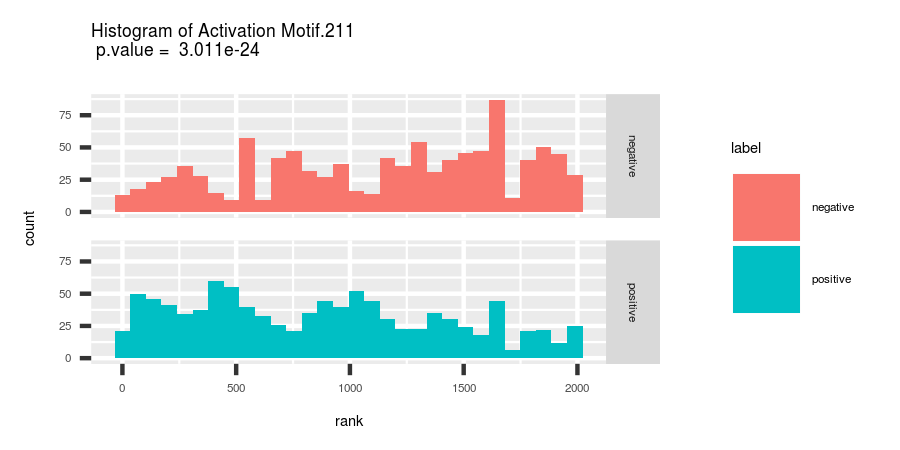 Histogram of Activation Motif.211
p.value = 3.011e-24
count
75
50
25
0
negative
75
50
25
0
positive
0
500
1000
1500
2000
rank
label
negative
positive